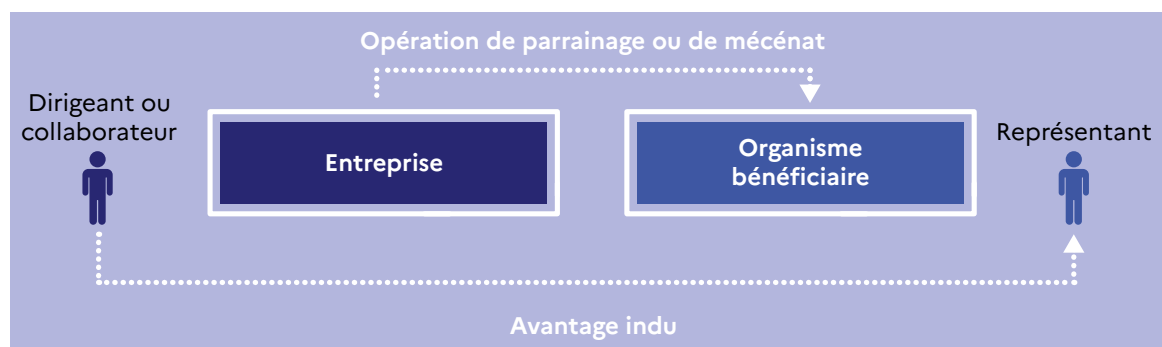 Opération de parrainage ou de mécénat
Dirigeant ou
collaborateur
Entreprise
Organisme
bénéficiaire
Représentant
Avantage indu